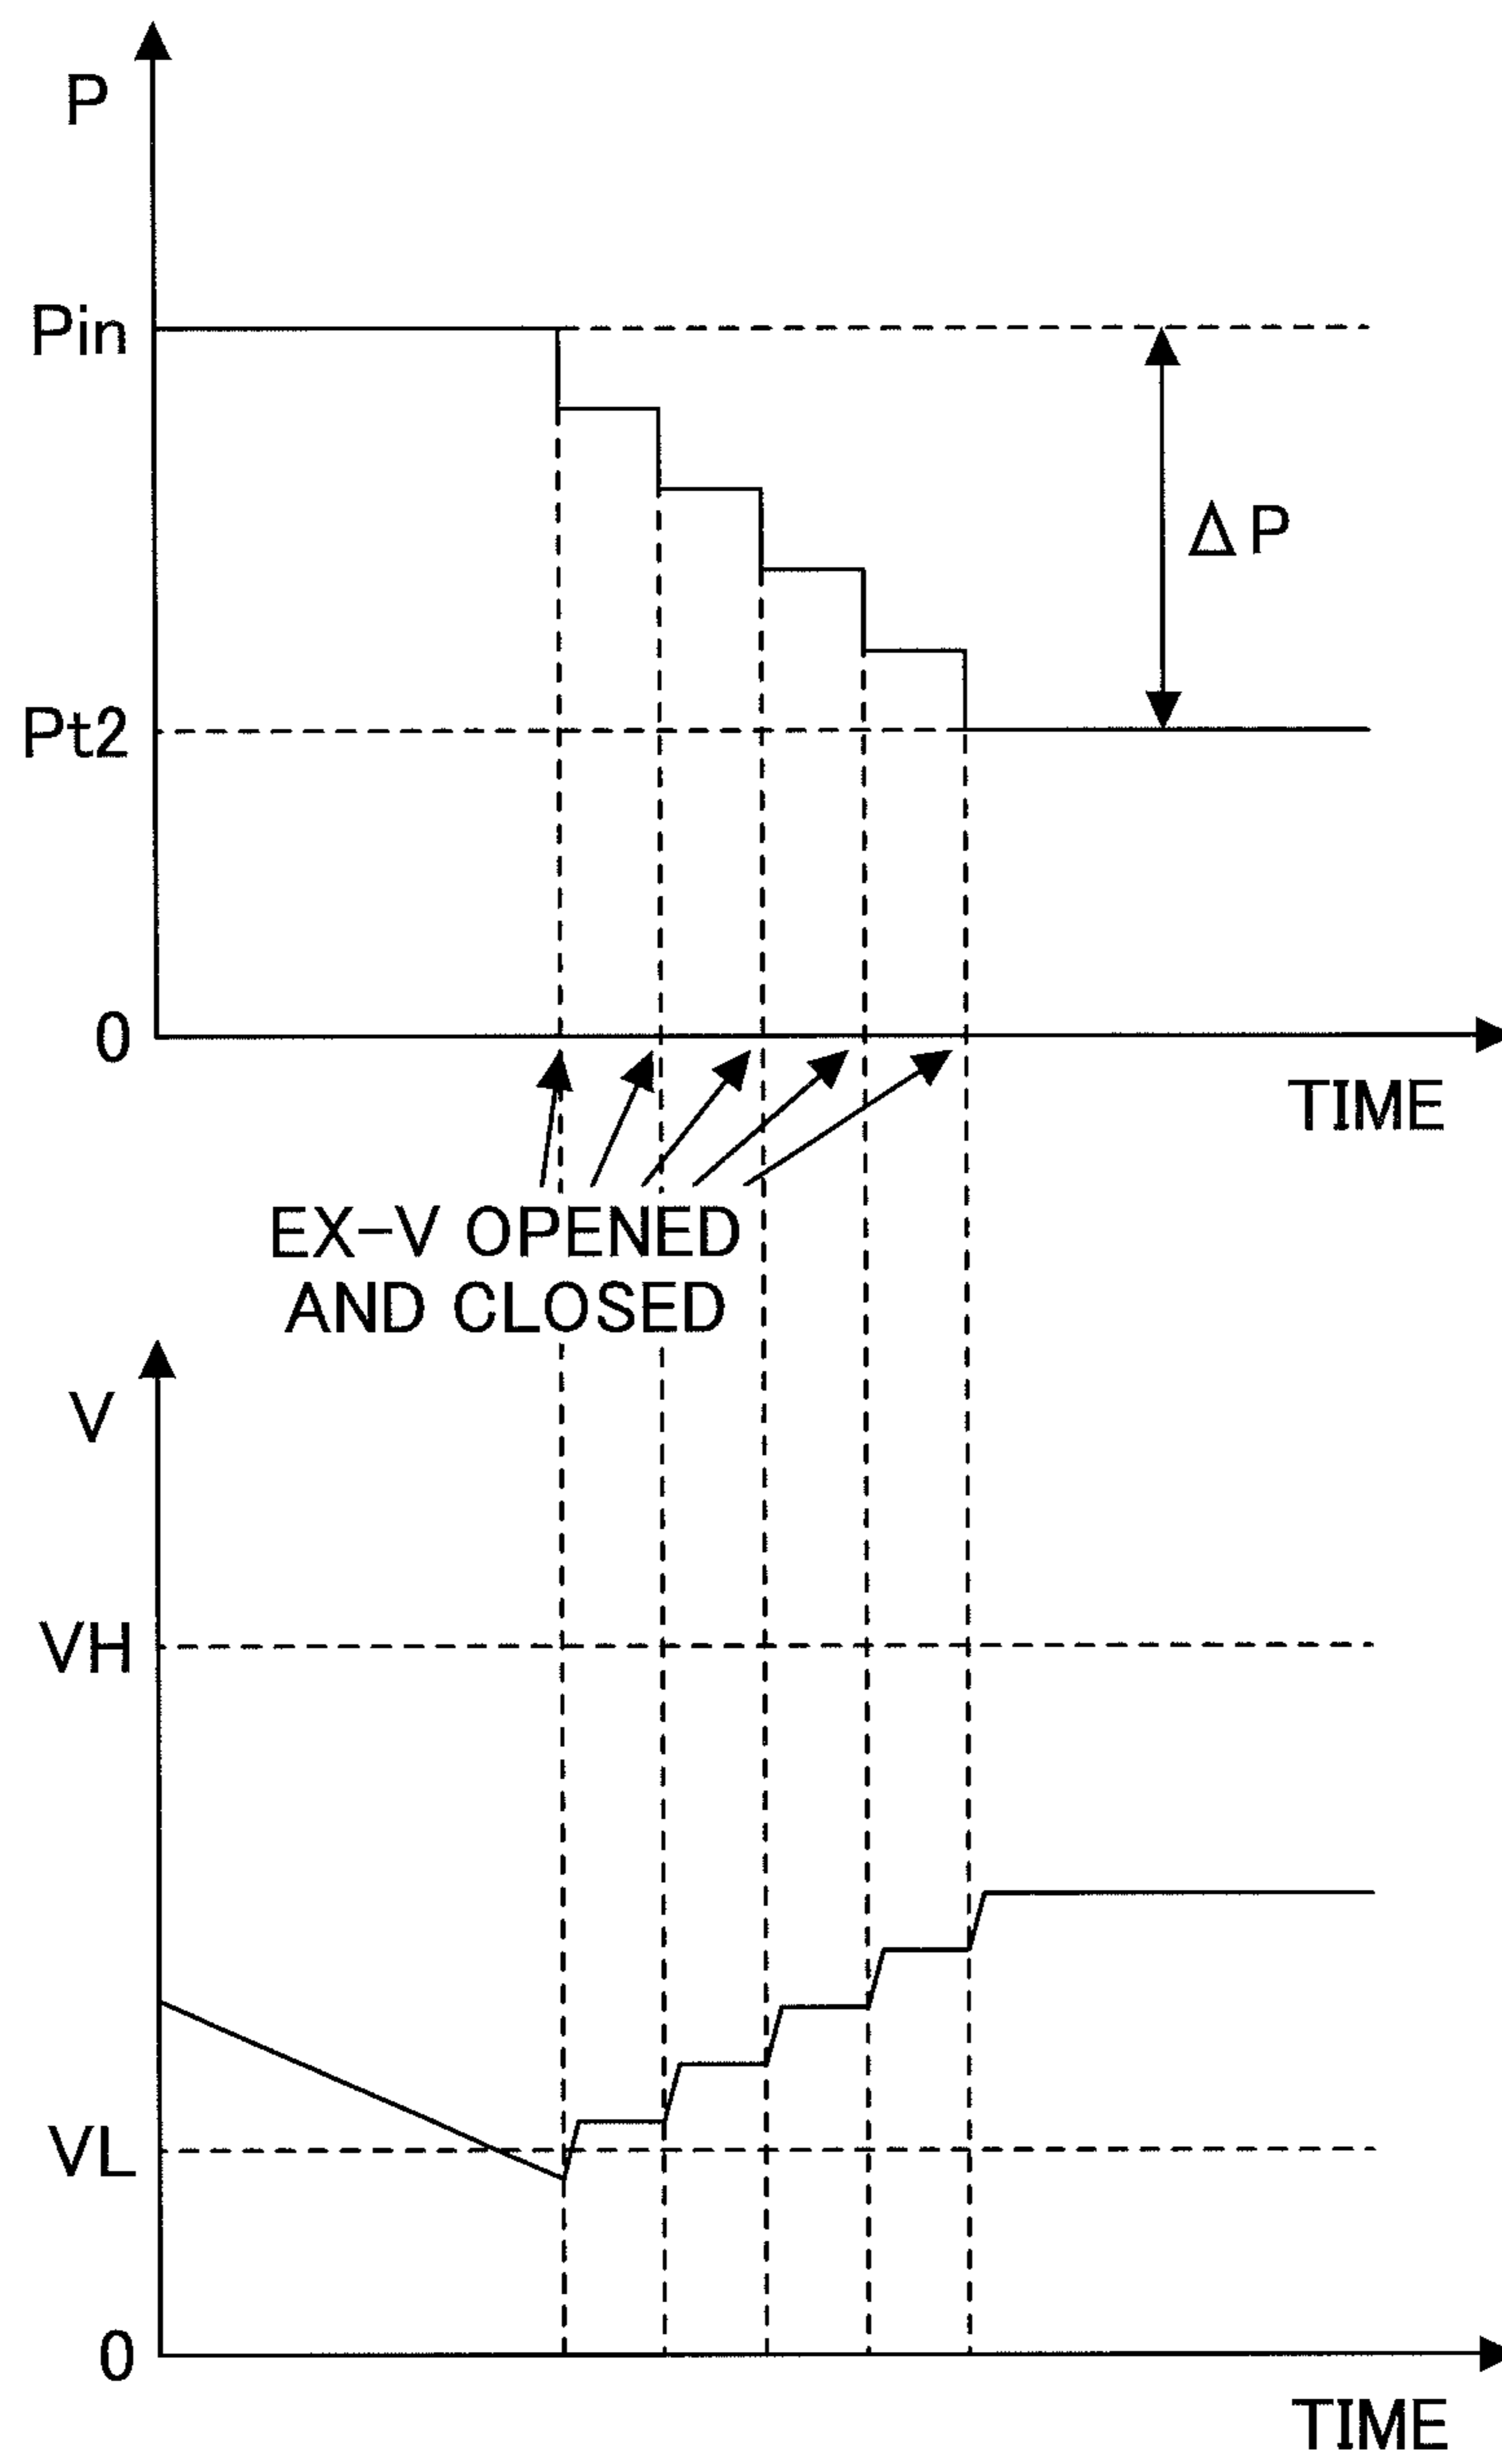 P
Pin
ΔP
Pt2
0
TIME
EX-V OPENED
AND CLOSED
V
VH
VL
0
TIME